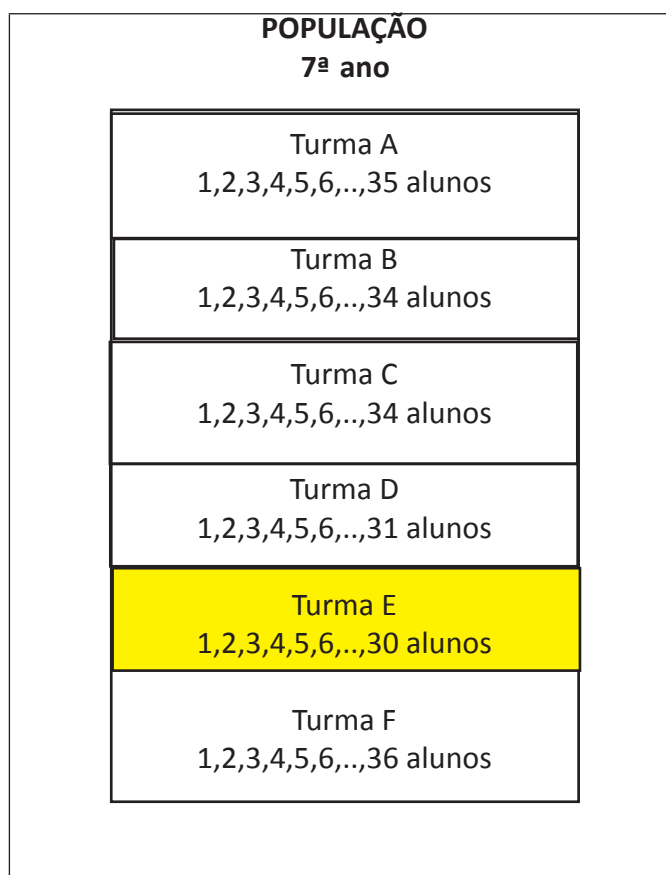 POPULAÇÃO
7ª ano
Turma A
1,2,3,4,5,6,..,35 alunos
Turma B
1,2,3,4,5,6,..,34 alunos
Turma C
1,2,3,4,5,6,..,34 alunos
Turma D
1,2,3,4,5,6,..,31 alunos
Turma E
1,2,3,4,5,6,..,30 alunos
Turma F
1,2,3,4,5,6,..,36 alunos